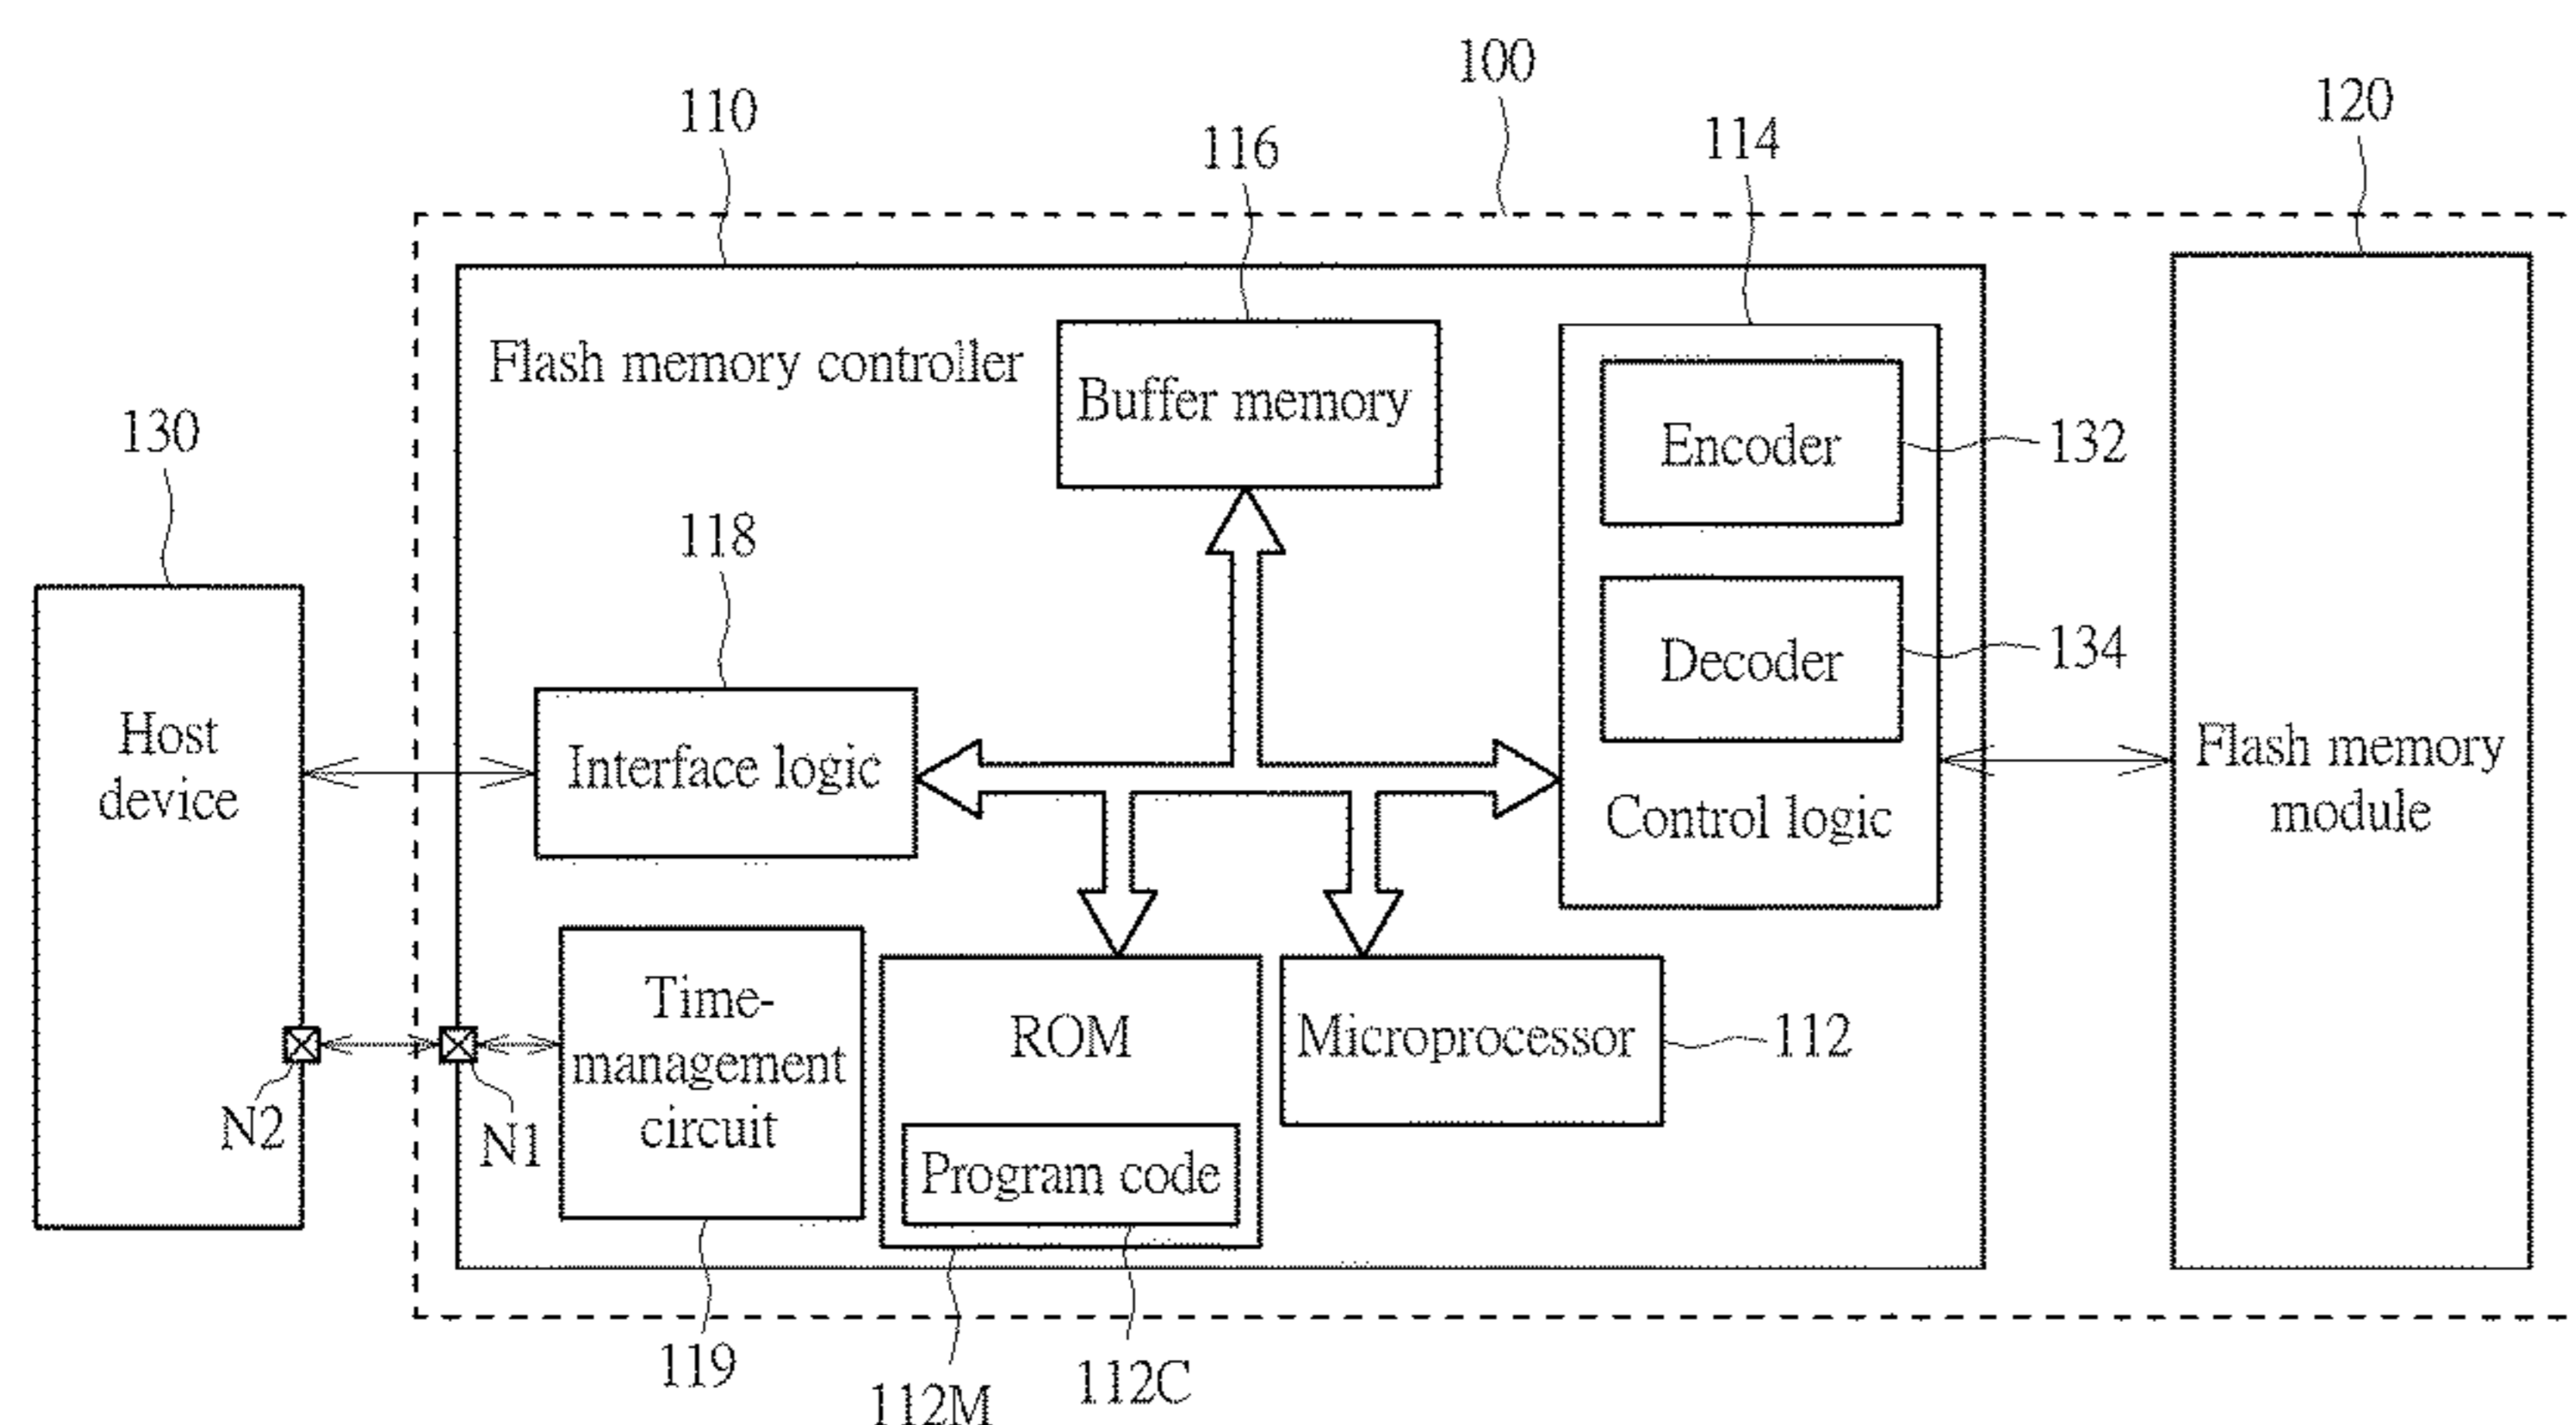 100
110
120
116
114
Flash memory controller
Buffer memory
130
Encoder
132
118
Decoder
134
Host
device
Interface logic
Flash memory
module
Control logic
Time-
management
circuit
ROM
Microprocessor
112
N2
N1
Program code
119
112M
112C